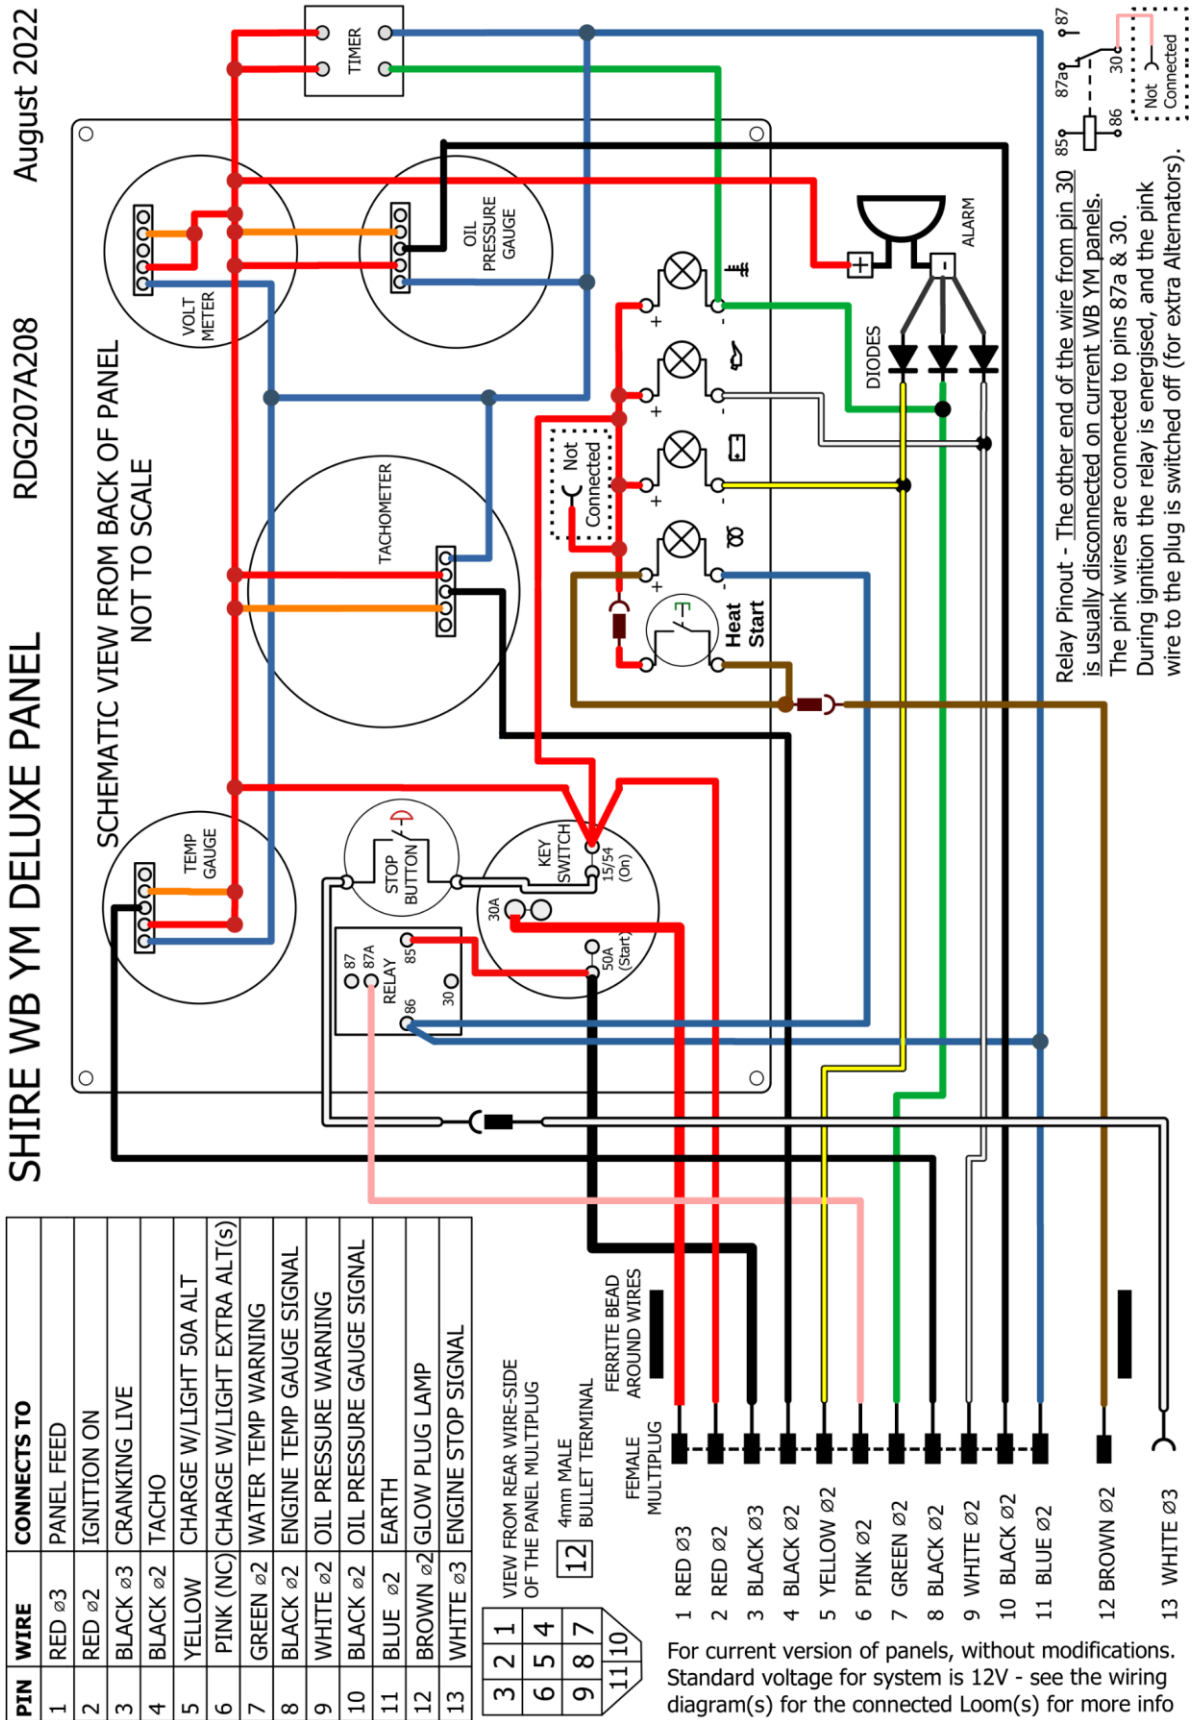 SHIRE WB YM DELUXE PANEL
RDG207A208
August 2022
SCHEMATIC VIEW FROM BACK OF PANEL
NOT TO SCALE
TEMP
GAUGE
TACHOMETER
VOLT
METER
OIL
PRESSURE
GAUGE
TIMER
STOP
BUTTON
87
87A
RELAY
86
85
30
KEY
SWITCH
30A
15/54
(On)
50A
(Start)
Not
Connected
+
-
+
-
+
-
+
-
Heat
Start
DIODES
+
-
ALARM
85
86
87a
87
30
Not
Connected
Relay Pinout - The other end of the wire from pin 30
is usually disconnected on current WB YM panels.
The pink wires are connected to pins 87a & 30.
During ignition the relay is energised, and the pink
wire to the plug is switched off (for extra Alternators).
PIN WIRE CONNECTS TO
1 RED ø3 PANEL FEED
2 RED ø2 IGNITION ON
3 BLACK ø3 CRANKING LIVE
4 BLACK ø2 TACHO
5 YELLOW CHARGE W/LIGHT 50A ALT
6 PINK (NC) CHARGE W/LIGHT EXTRA ALT(s)
7 GREEN ø2 WATER TEMP WARNING
8 BLACK ø2 ENGINE TEMP GAUGE SIGNAL
9 WHITE ø2 OIL PRESSURE WARNING
10 BLACK ø2 OIL PRESSURE GAUGE SIGNAL
11 BLUE ø2 EARTH
12 BROWN ø2 GLOW PLUG LAMP
13 WHITE ø3 ENGINE STOP SIGNAL
3 2 1
6 5 4
9 8 7
11 10
VIEW FROM REAR WIRE-SIDE
OF THE PANEL MULTIPLUG
12
4mm MALE
BULLET TERMINAL
FERRITE BEAD
AROUND WIRES
FEMALE
MULTIPLUG
1 RED Ø3
2 RED Ø2
3 BLACK Ø3
4 BLACK Ø2
5 YELLOW Ø2
6 PINK Ø2
7 GREEN Ø2
8 BLACK Ø2
9 WHITE Ø2
10 BLACK Ø2
11 BLUE Ø2
12 BROWN Ø2
13 WHITE Ø3
For current version of panels, without modifications.
Standard voltage for system is 12V - see the wiring
diagram(s) for the connected Loom(s) for more info